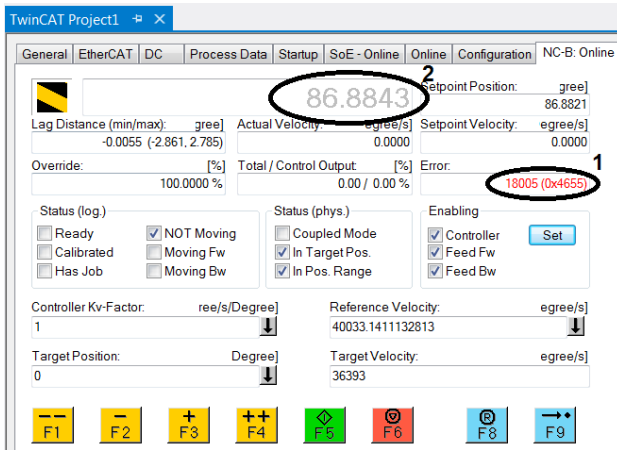 TwinCAT Project1
General EtherCAT DC Process Data Startup SoE - Online Online Configuration NC-B: Online
2
86.8843
Setpoint Position: gree]
86.8821
Lag Distance (min/max): gree] Actual Velocity: egree/s] Setpoint Velocity: egree/s]
-0.0055 (-2.861, 2.785) 0.0000 0.0000
Override: [%] Total / Control Output: [%] Error:
1
100.0000 % 0.00 / 0.00 % 18005 (0x4655)
Status (log.) Status (phys.) Enabling
Ready NOT Moving Coupled Mode Controller Set
Calibrated Moving Fw In Target Pos. Feed Fw
Has Job Moving Bw In Pos. Range Feed Bw
Controller Kv-Factor: ree/s/Degree] Reference Velocity: egree/s]
1 40033.1411132813
Target Position: Degree] Target Velocity: egree/s]
0 36393
-- - + ++ R
F1 F2 F3 F4 F5 F6 F8 F9